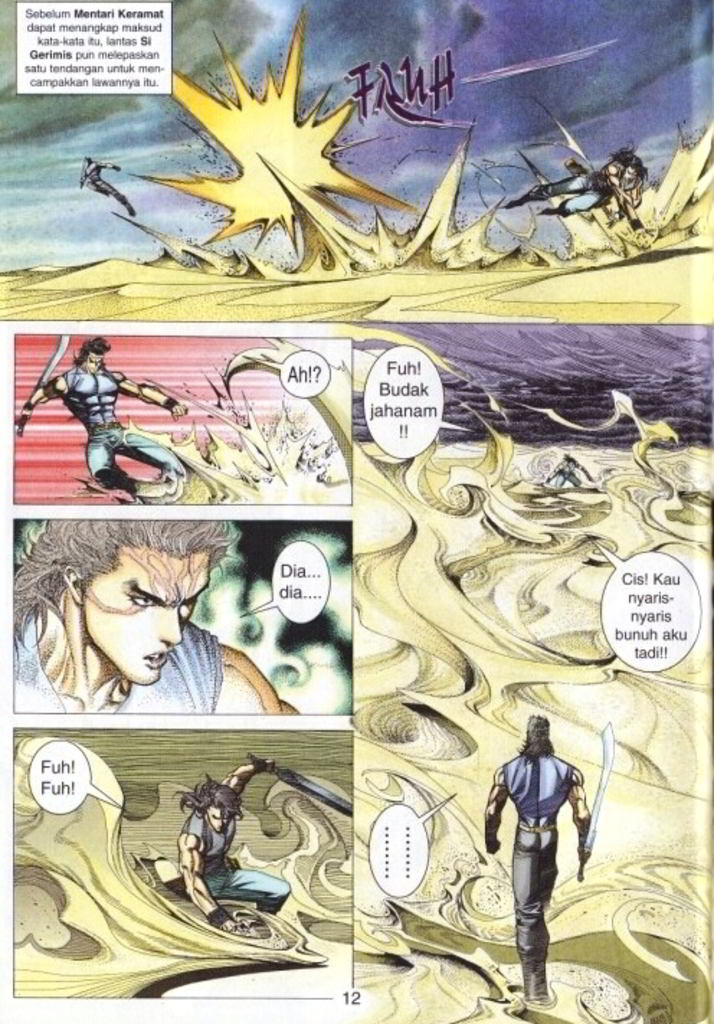 Sebelum Mentari Keramat
dapat menangkap maksud
kata-kata itu, lantas Si
Gerimis pun melepaskan
satu tendangan untuk men-
campakkan lawannya itu.
Ah!?
Dia...
dia....
Fuh!
Fuh!
Fuh!
Budak
jahanam
!!
Cis! Kau
nyaris-
nyaris
bunuh aku
tadi!!
12